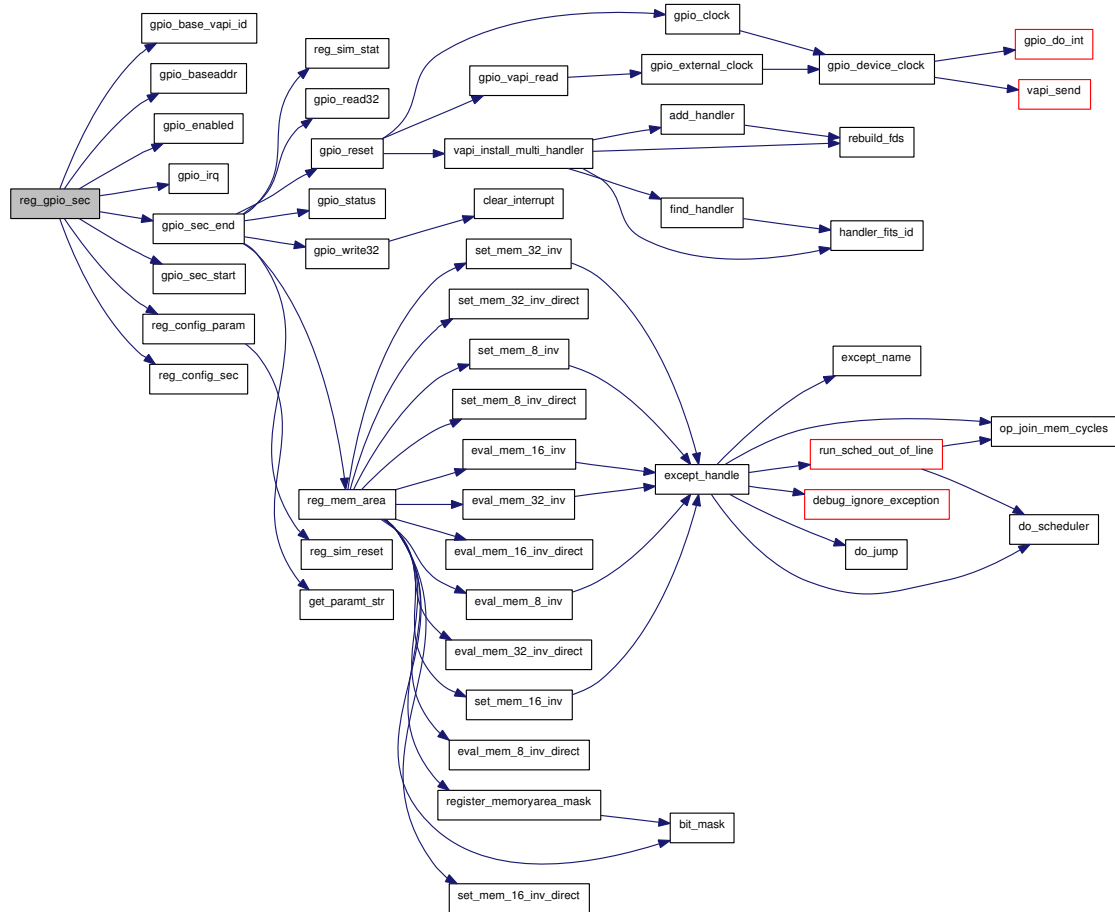 reg_gpio_sec
gpio_base_vapi_id
gpio_baseaddr
gpio_enabled
gpio_irq
gpio_sec_end
gpio_sec_start
reg_config_param
reg_config_sec
reg_sim_stat
gpio_read32
gpio_reset
gpio_status
gpio_write32
reg_mem_area
reg_sim_reset
get_paramt_str
gpio_vapi_read
vapi_install_multi_handler
clear_interrupt
set_mem_32_inv
set_mem_32_inv_direct
set_mem_8_inv
set_mem_8_inv_direct
eval_mem_16_inv
eval_mem_32_inv
eval_mem_16_inv_direct
eval_mem_8_inv
eval_mem_32_inv_direct
set_mem_16_inv
eval_mem_8_inv_direct
register_memoryarea_mask
set_mem_16_inv_direct
gpio_clock
gpio_external_clock
add_handler
find_handler
except_handle
bit_mask
gpio_device_clock
rebuild_fds
handler_fits_id
except_name
run_sched_out_of_line
debug_ignore_exception
do_jump
gpio_do_int
vapi_send
op_join_mem_cycles
do_scheduler